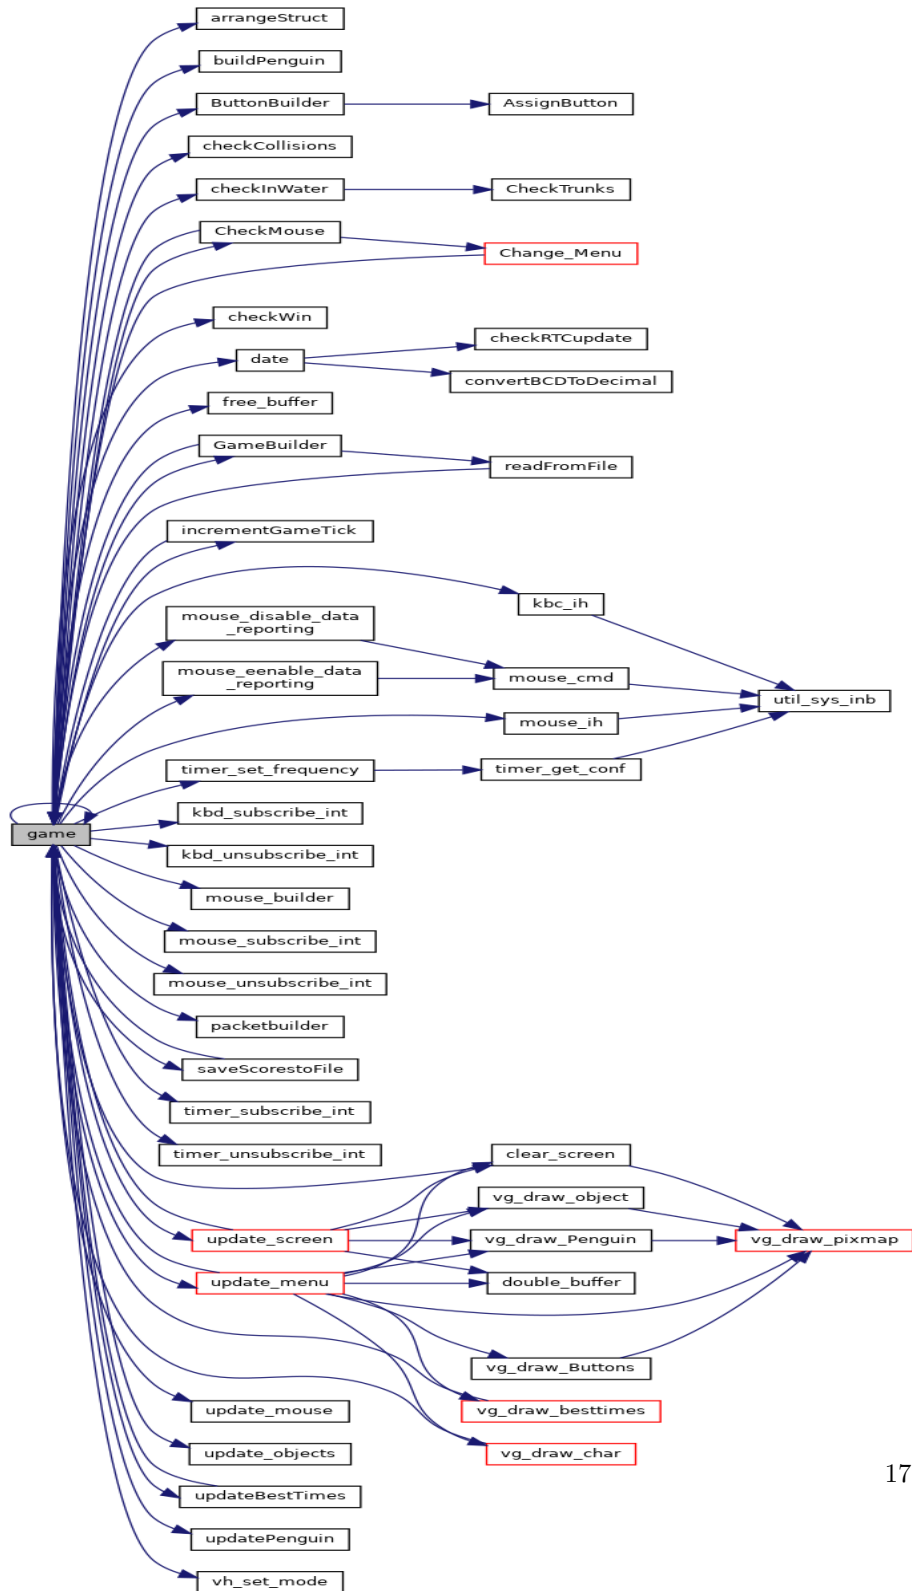 arrangeStruct
buildPenguin
ButtonBuilder
AssignButton
checkCollisions
checkInWater
CheckTrunks
CheckMouse
Change_Menu
checkWin
checkRTCupdate
date
convertBCDToDecimal
free_buffer
GameBuilder
readFromFile
incrementGameTick
kbc_ih
mouse_disable_data
_reporting
mouse_eenable_data
_reporting
mouse_cmd
util_sys_inb
mouse_ih
timer_set_frequency
timer_get_conf
kbd_subscribe_int
game
kbd_unsubscribe_int
mouse_builder
mouse_subscribe_int
mouse_unsubscribe_int
packetbuilder
saveScorestoFile
timer_subscribe_int
timer_unsubscribe_int
clear_screen
vg_draw_object
update_screen
vg_draw_Penguin
vg_draw_pixmap
update_menu
double_buffer
vg_draw_Buttons
update_mouse
vg_draw_besttimes
update_objects
vg_draw_char
17
updateBestTimes
updatePenguin
vh_set_mode